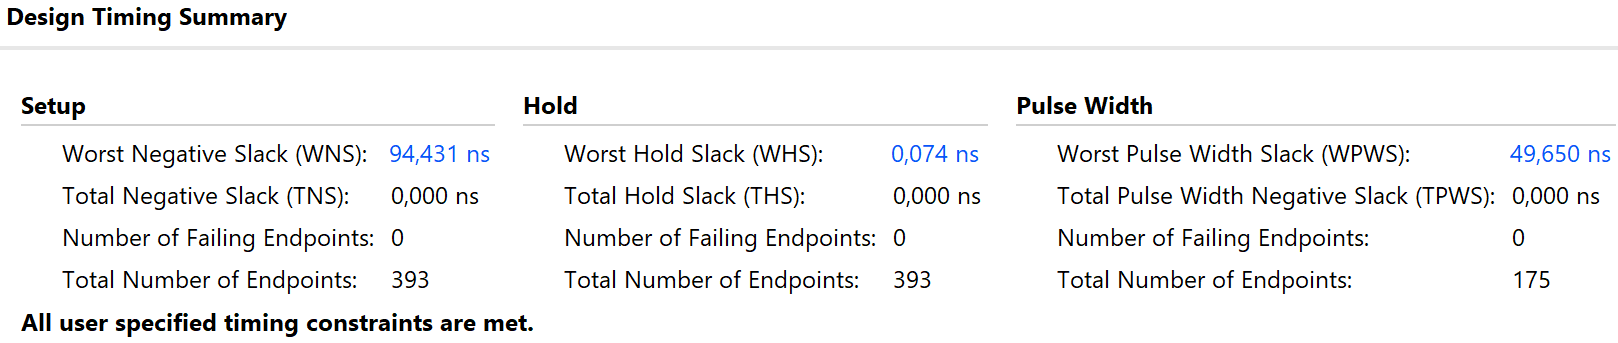 Design Timing Summary
Setup Hold Pulse Width
Worst Negative Slack (WNS): 94,431 ns Worst Hold Slack (WHS): 0,074 ns Worst Pulse Width Slack (WPWS): 49,650 ns
Total Negative Slack (TNS): 0,000 ns Total Hold Slack (THS): 0,000 ns Total Pulse Width Negative Slack (TPWS): 0,000 ns
Number of Failing Endpoints: 0 Number of Failing Endpoints: 0 Number of Failing Endpoints: 0
Total Number of Endpoints: 393 Total Number of Endpoints: 393 Total Number of Endpoints: 175
All user specified timing constraints are met.